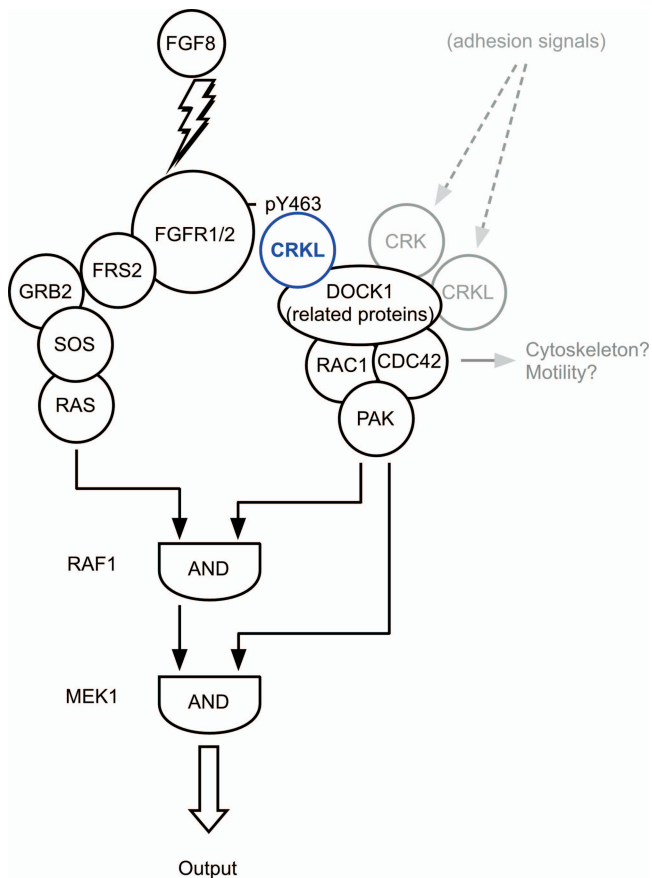 FGF8
(adhesion signals)
pY463
FGFR1/2
CRKL
CRK
FRS2
GRB2
CRKL
DOCK1
(related proteins)
SOS
RAC1
CDC42
Cytoskeleton?
Motility?
RAS
PAK
RAF1
AND
MEK1
AND
Output